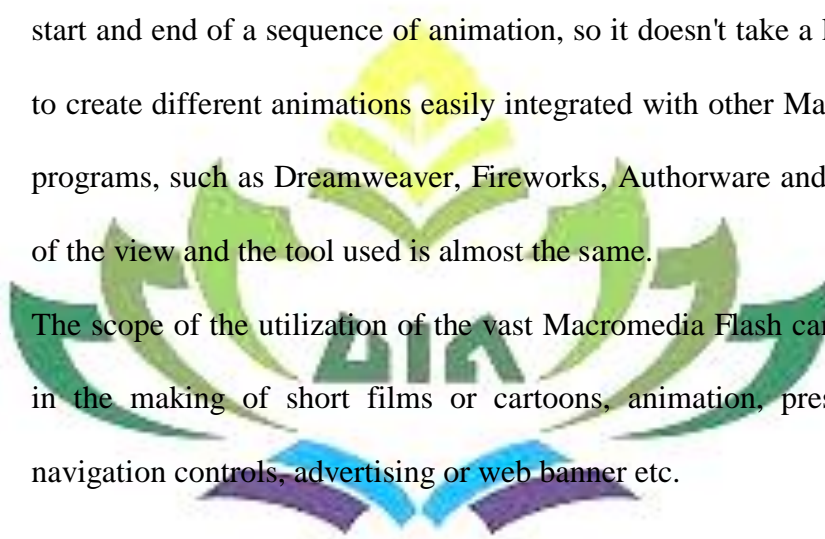 start and end of a sequence of animation, so it doesn't take a
to create different animations easily integrated with other
programs, such as Dreamweaver, Fireworks, Authorware and
of the view and the tool used is almost the same.
The scope of the utilization of the vast Macromedia Flash
in the making of short films or cartoons, animation,
navigation controls, advertising or web banner etc.